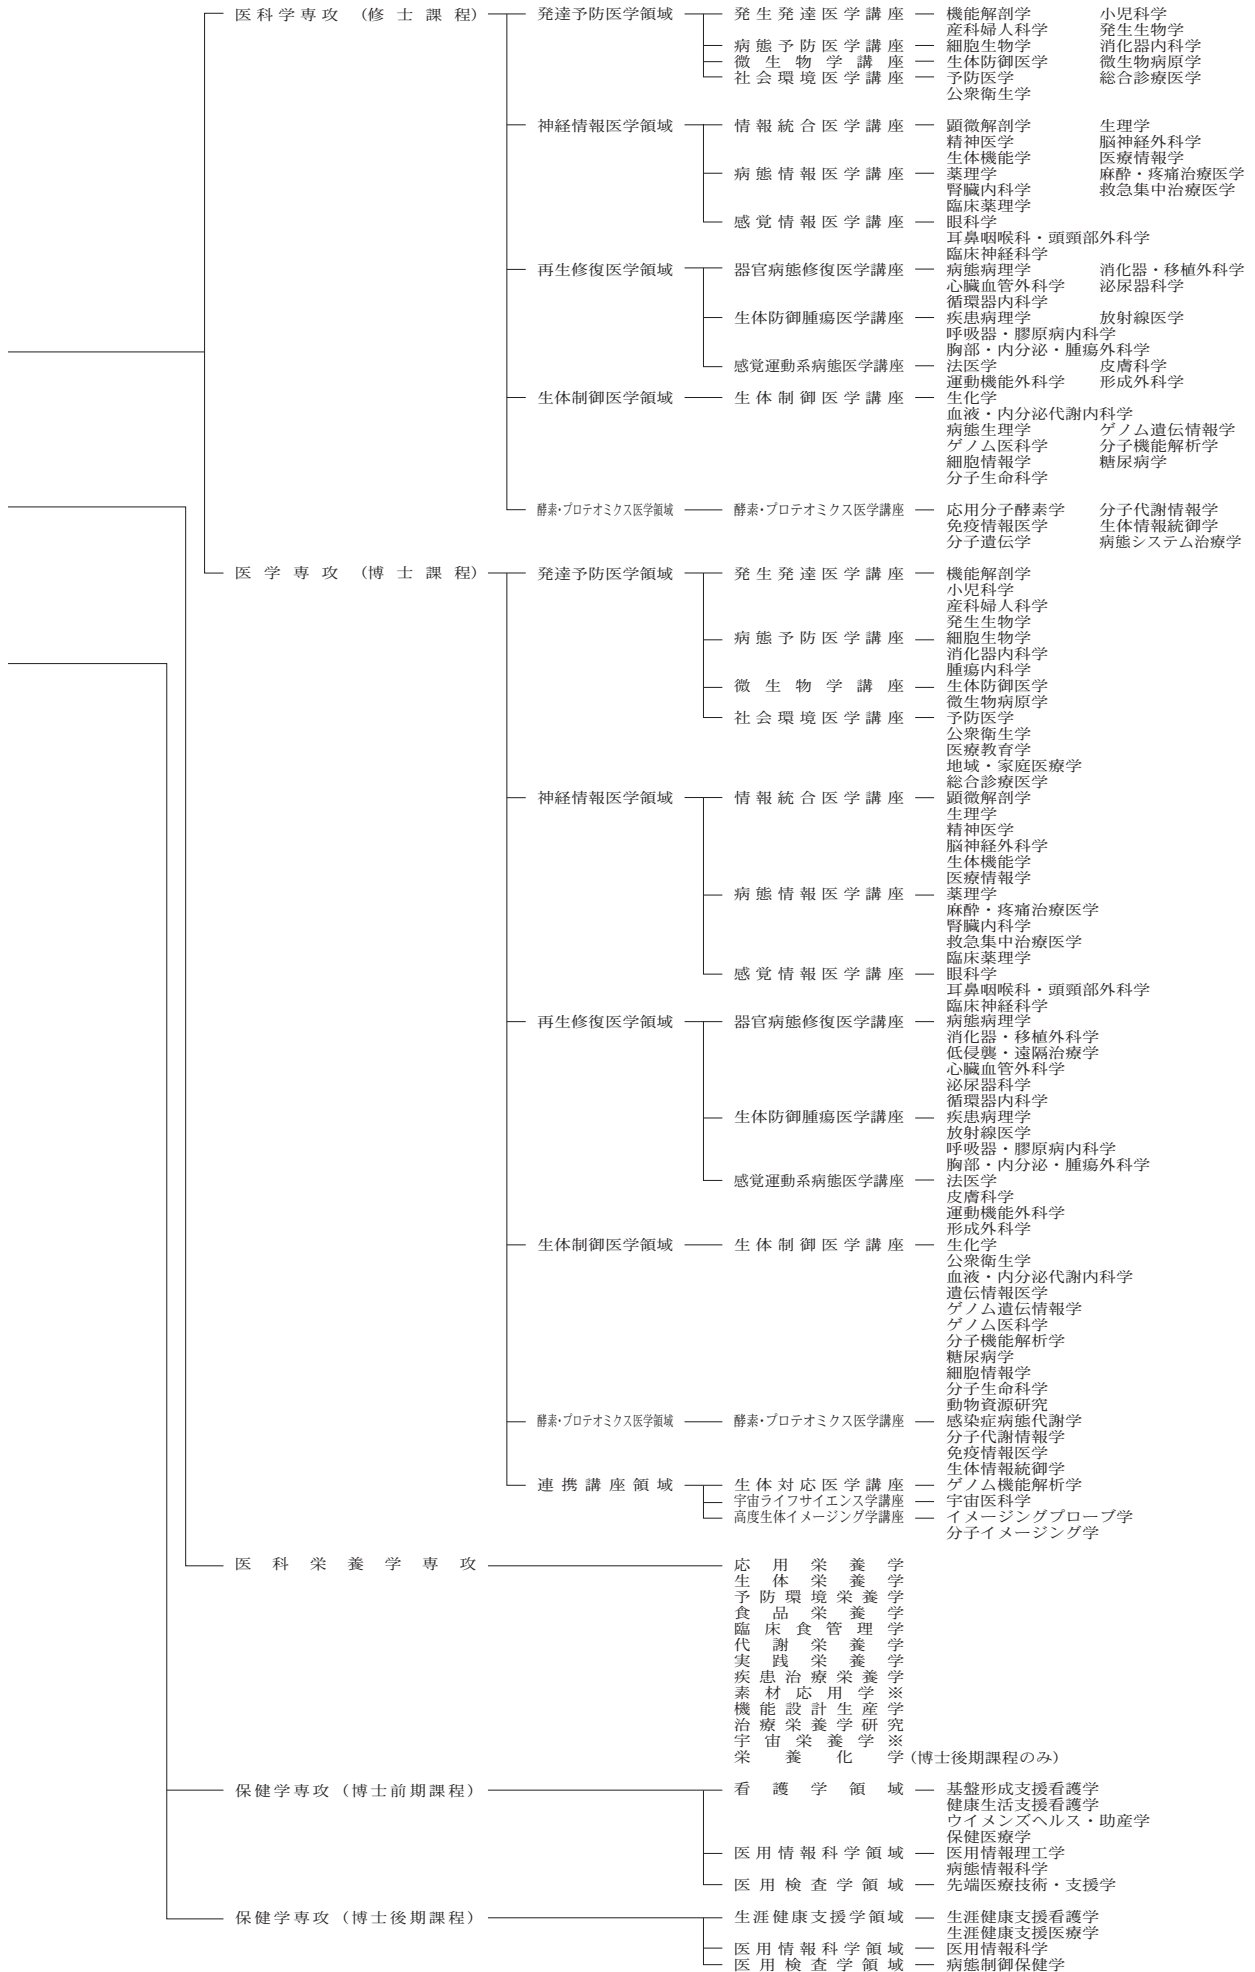 医科学専攻（修士課程） 発達予防医学領域 発生発達医学講座 機能解剖学 小児科学
産科婦人科学 発生生物学
病態予防医学講座 細胞生物学 消化器内科学
微生物学講座 生体防御医学 微生物病原学
社会環境医学講座 予防医学 総合診療医学
公衆衛生学
神経情報医学領域 情報統合医学講座 顕微解剖学 生理学
精神医学 脳神経外科学
生体機能学 医療情報学
病態情報医学講座 薬理学 麻酔・疼痛治療医学
腎臓内科学 救急集中治療医学
臨床薬理学
感覚情報医学講座 眼科学
耳鼻咽喉科・頭頸部外科学
臨床神経科学
再生修復医学領域 器官病態修復医学講座 病態病理学 消化器・移植外科学
心臓血管外科学 泌尿器科学
循環器内科学
生体防御腫瘍医学講座 疾患病理学 放射線医学
呼吸器・膠原病内科学
胸部・内分泌・腫瘍外科学
感覚運動系病態医学講座 法医学 皮膚科学
運動機能外科学 形成外科学
生体制御医学領域 生体制御医学講座 生化学
血液・内分泌代謝内科学
病態生理学 ゲノム遺伝情報学
ゲノム医科学 分子機能解析学
細胞情報学 糖尿病学
分子生命科学
酵素・プロテオミクス医学領域 酵素・プロテオミクス医学講座 応用分子酵素学 分子代謝情報学
免疫情報医学 生体情報統御学
分子遺伝学 病態システム治療学
医学専攻（博士課程） 発達予防医学領域 発生発達医学講座 機能解剖学
小児科学
産科婦人科学
発生生物学
病態予防医学講座 細胞生物学
消化器内科学
腫瘍内科学
微生物学講座 生体防御医学
微生物病原学
社会環境医学講座 予防医学
公衆衛生学
医療教育学
地域・家庭医療学
総合診療医学
神経情報医学領域 情報統合医学講座 顕微解剖学
生理学
精神医学
脳神経外科学
生体機能学
医療情報学
病態情報医学講座 薬理学
麻酔・疼痛治療医学
腎臓内科学
救急集中治療医学
臨床薬理学
感覚情報医学講座 眼科学
耳鼻咽喉科・頭頸部外科学
臨床神経科学
再生修復医学領域 器官病態修復医学講座 病態病理学
消化器・移植外科学
低侵襲・遠隔治療学
心臓血管外科学
泌尿器科学
循環器内科学
生体防御腫瘍医学講座 疾患病理学
放射線医学
呼吸器・膠原病内科学
胸部・内分泌・腫瘍外科学
感覚運動系病態医学講座 法医学
皮膚科学
運動機能外科学
形成外科学
生体制御医学領域 生体制御医学講座 生化学
公衆衛生学
血液・内分泌代謝内科学
遺伝情報医学
ゲノム遺伝情報学
ゲノム医科学
分子機能解析学
糖尿病学
細胞情報学
分子生命科学
動物資源研究
酵素・プロテオミクス医学領域 酵素・プロテオミクス医学講座 感染症病態代謝学
分子代謝情報学
免疫情報医学
生体情報統御学
連携講座領域 生体対応医学講座 ゲノム機能解析学
宇宙ライフサイエンス学講座 宇宙医科学
高度生体イメージング学講座 イメージングプローブ学
分子イメージング学
医科栄養学専攻 応用栄養学
生体栄養学
予防環境栄養学
食品栄養学
臨床食管理学
代謝栄養学
実践栄養学
疾患治療栄養学
素材応用学※
機能設計生産学
治療栄養学研究
宇宙栄養学※
栄養化学（博士後期課程のみ）
保健学専攻（博士前期課程） 看護学領域 基盤形成支援看護学
健康生活支援看護学
ウイメンズヘルス・助産学
保健医療学
医用情報科学領域 医用情報理工学
病態情報科学
医用検査学領域 先端医療技術・支援学
保健学専攻（博士後期課程） 生涯健康支援学領域 生涯健康支援看護学
生涯健康支援医療学
医用情報科学領域 医用情報科学
医用検査学領域 病態制御保健学